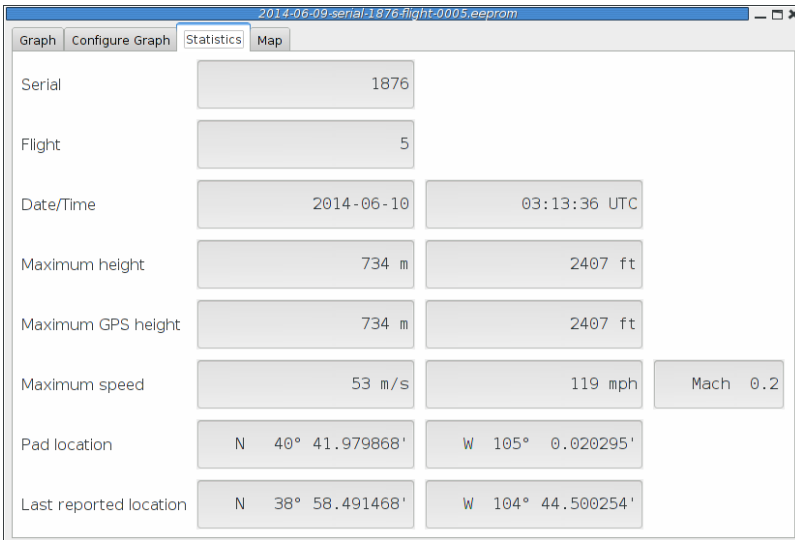 2014-06-09-serial-1876-flight-0005.eeprom
Graph Configure Graph Statistics Map
Serial 1876
Flight 5
Date/Time 2014-06-10 03:13:36 UTC
Maximum height 734 m 2407 ft
Maximum GPS height 734 m 2407 ft
Maximum speed 53 m/s 119 mph Mach 0.2
Pad location N 40° 41.979868' W 105° 0.020295'
Last reported location N 38° 58.491468' W 104° 44.500254'